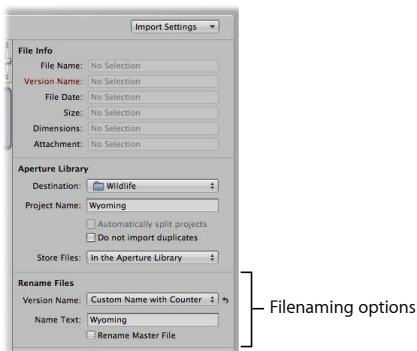 Import Settings
File Info
File Name: No Selection
Version Name: No Selection
File Date: No Selection
Size: No Selection
Dimensions: No Selection
Attachment: No Selection
Aperture Library
Destination: Wildlife
Project Name: Wyoming
Automatically split projects
Do not import duplicates
Store Files: In the Aperture Library
Rename Files
Version Name: Custom Name with Counter
Filenaming options
Name Text: Wyoming
Rename Master File